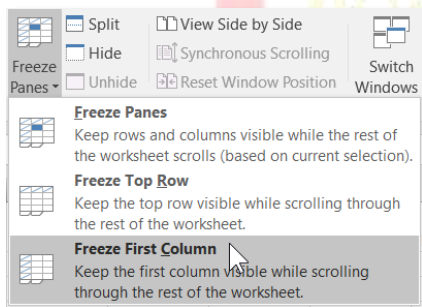 Split
View Side by Side
Hide
Synchronous Scrolling
Freeze
Panes
Unhide
Reset Window Position
Switch
Windows
Freeze Panes
Keep rows and columns visible while the rest of
the worksheet scrolls (based on current selection).
Freeze Top Row
Keep the top row visible while scrolling through
the rest of the worksheet.
Freeze First Column
Keep the first column visible while scrolling
through the rest of the worksheet.